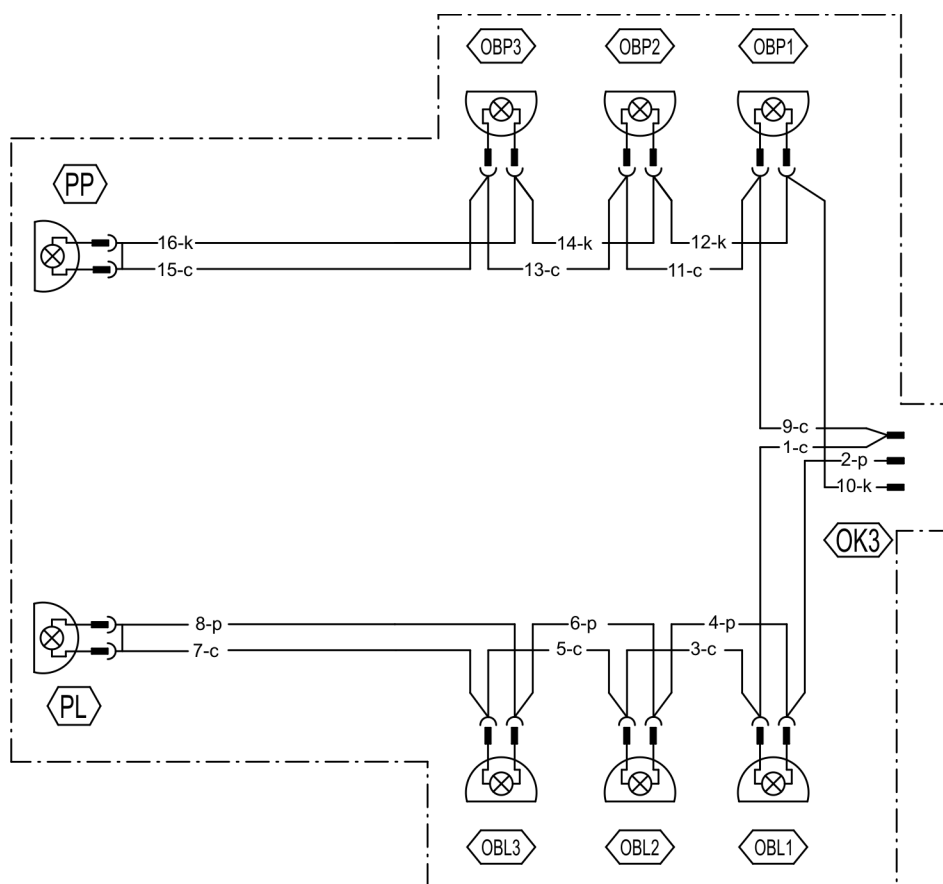 OBP3 OBP2 OBP1
PP
16-k 14-k 12-k
15-c 13-c 11-c
9-c
1-c
2-p
10-k
OK3
8-p 6-p 4-p
7-c 5-c 3-c
PL
OBL3 OBL2 OBL1